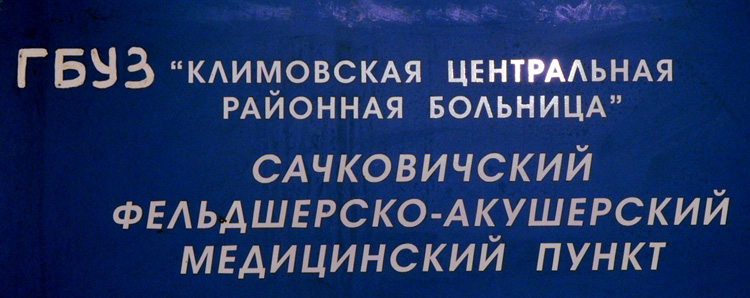 ГБУЗ "КЛИМОВСКАЯ ЦЕНТРАЛЬНАЯ
РАЙОННАЯ БОЛЬНИЦА"
САЧКОВИЧСКИЙ
ФЕЛЬДШЕРСКО-АКУШЕРСКИЙ
МЕДИЦИНСКИЙ ПУНКТ